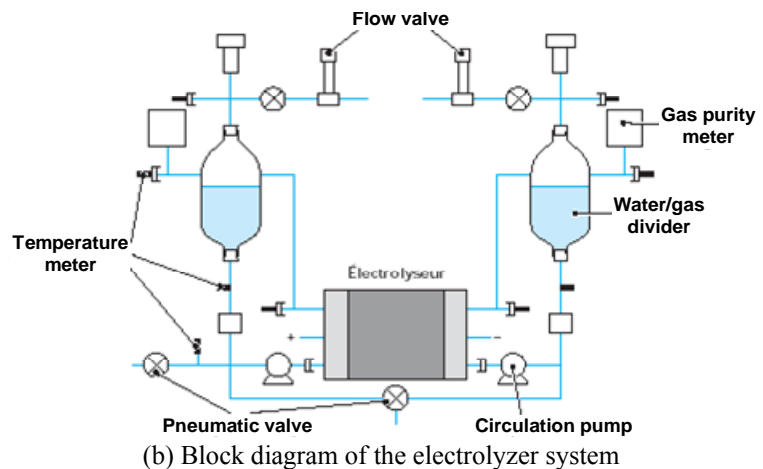 Flow valve
Gas purity
meter
Water/gas
divider
Temperature
meter
Électrolyseur
+
−
Pneumatic valve
Circulation pump
(b) Block diagram of the electrolyzer system